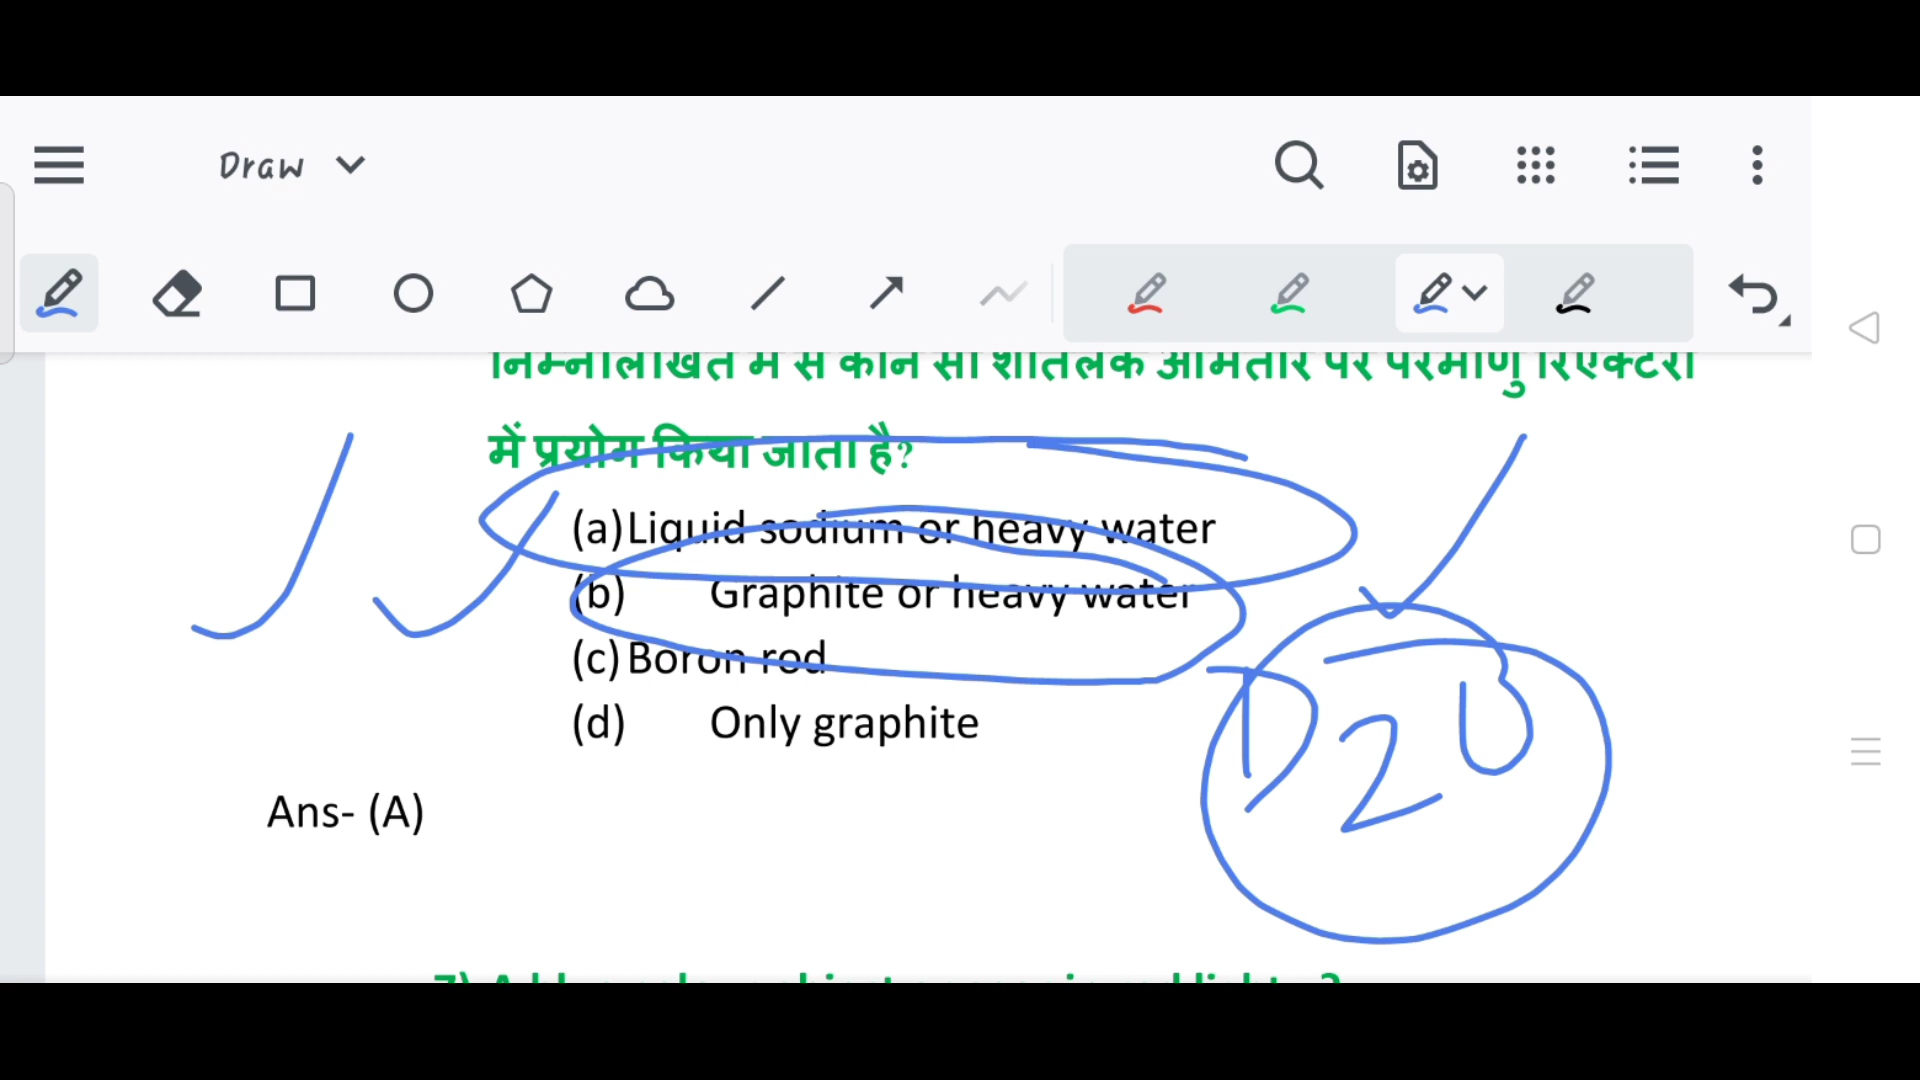 Draw
निम्नलिखित में से कौन सा शीतलक आमतौर पर परमाणु रिएक्टरों
में प्रयोग किया जाता है?
(a) Liquid sodium or heavy water
(b) Graphite or heavy water
(c) Boron rod
(d) Only graphite
D20
Ans- (A)